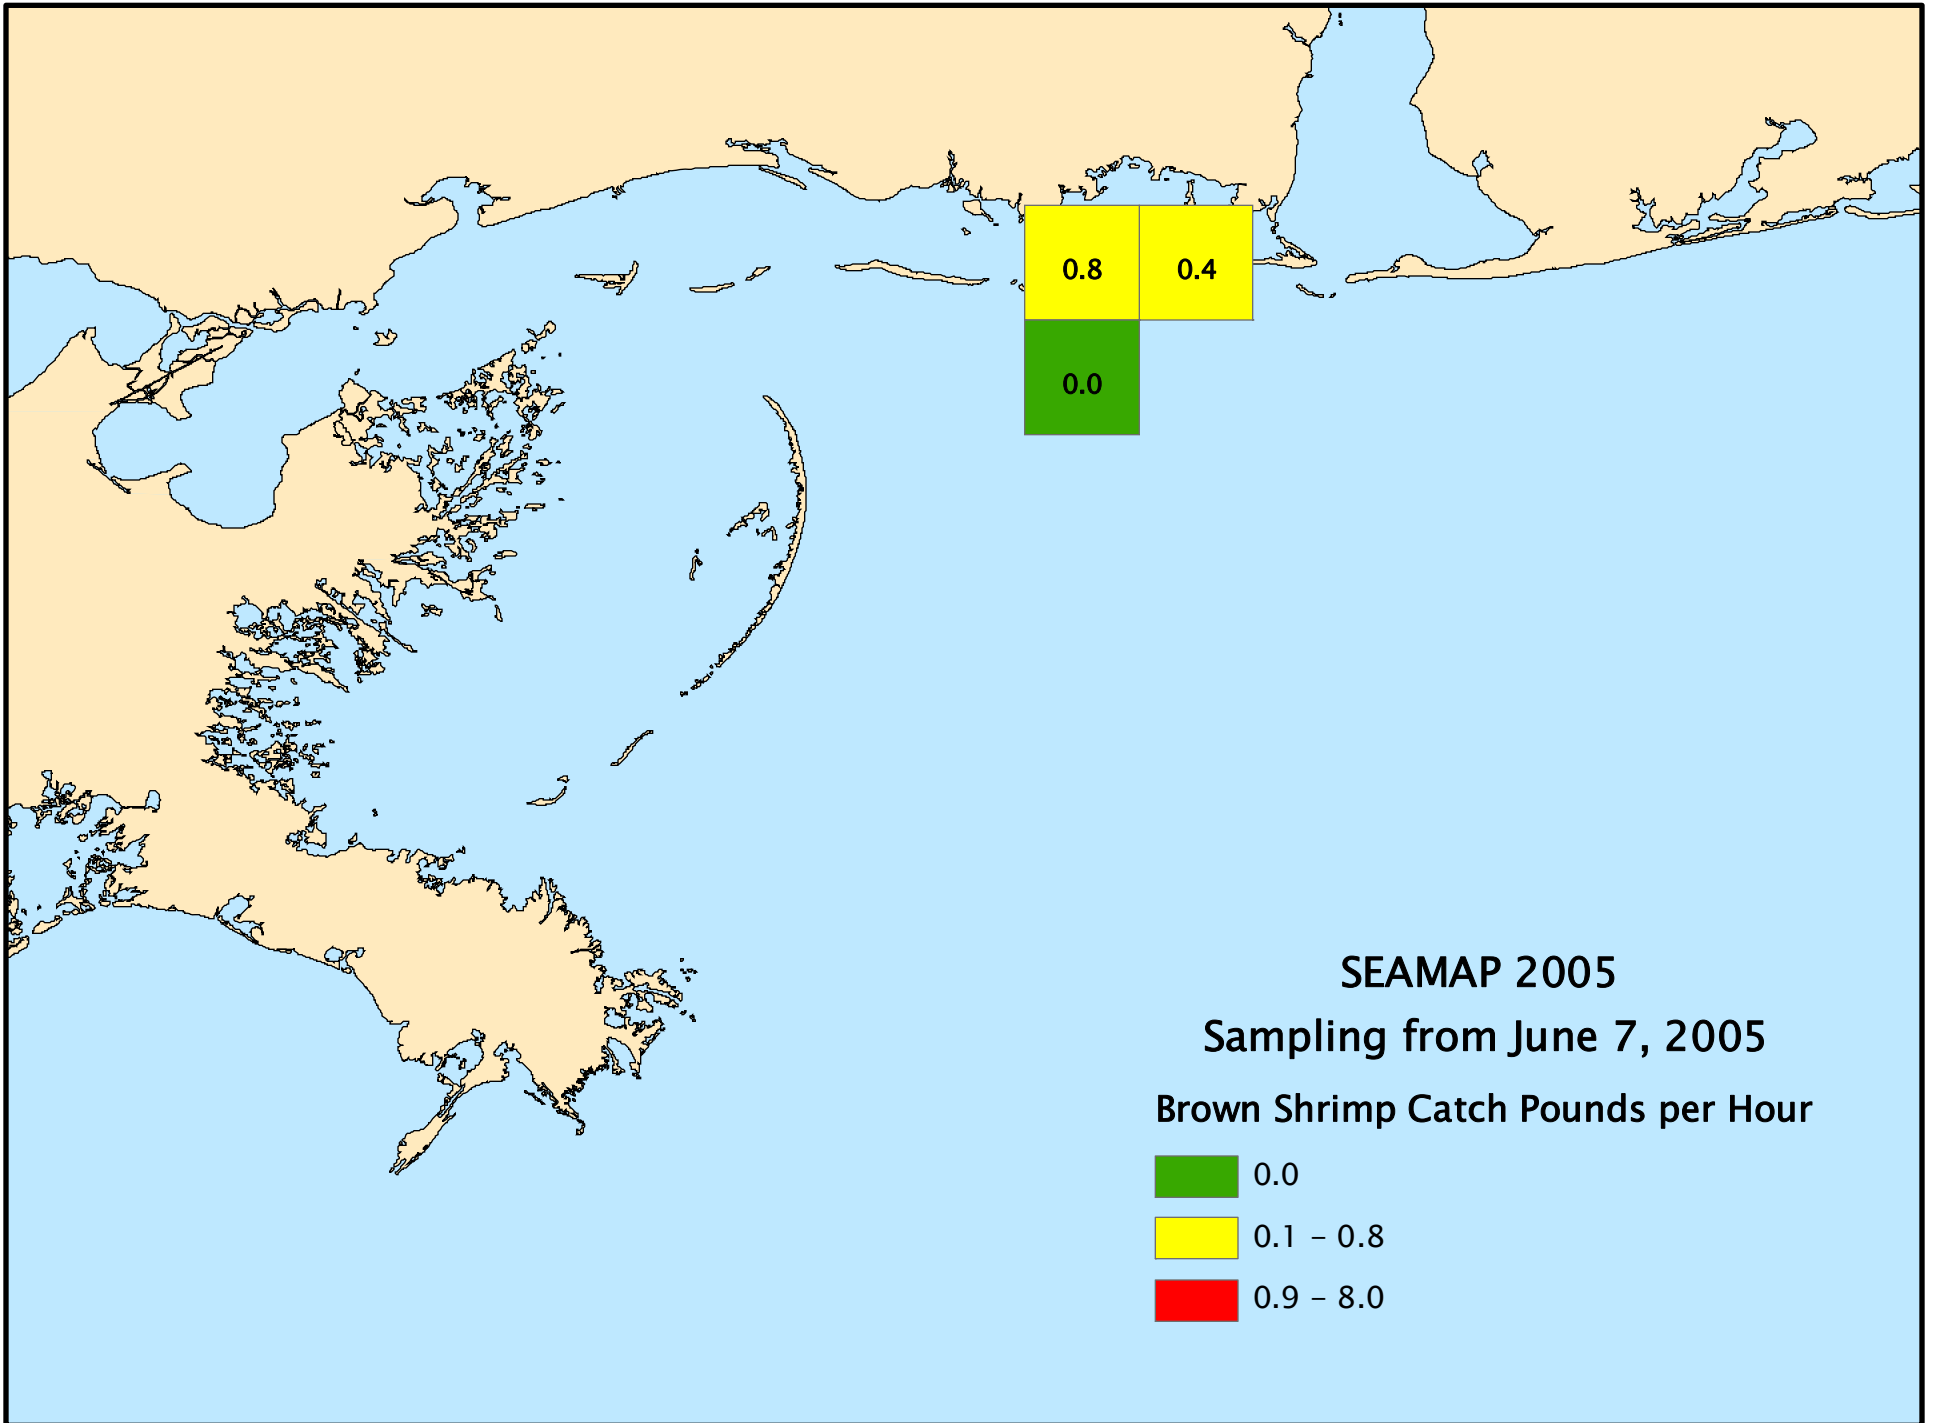 0.8 0.4
0.0
SEAMAP 2005
Sampling from June 7, 2005
Brown Shrimp Catch Pounds per Hour
0.0
0.1 - 0.8
0.9 - 8.0